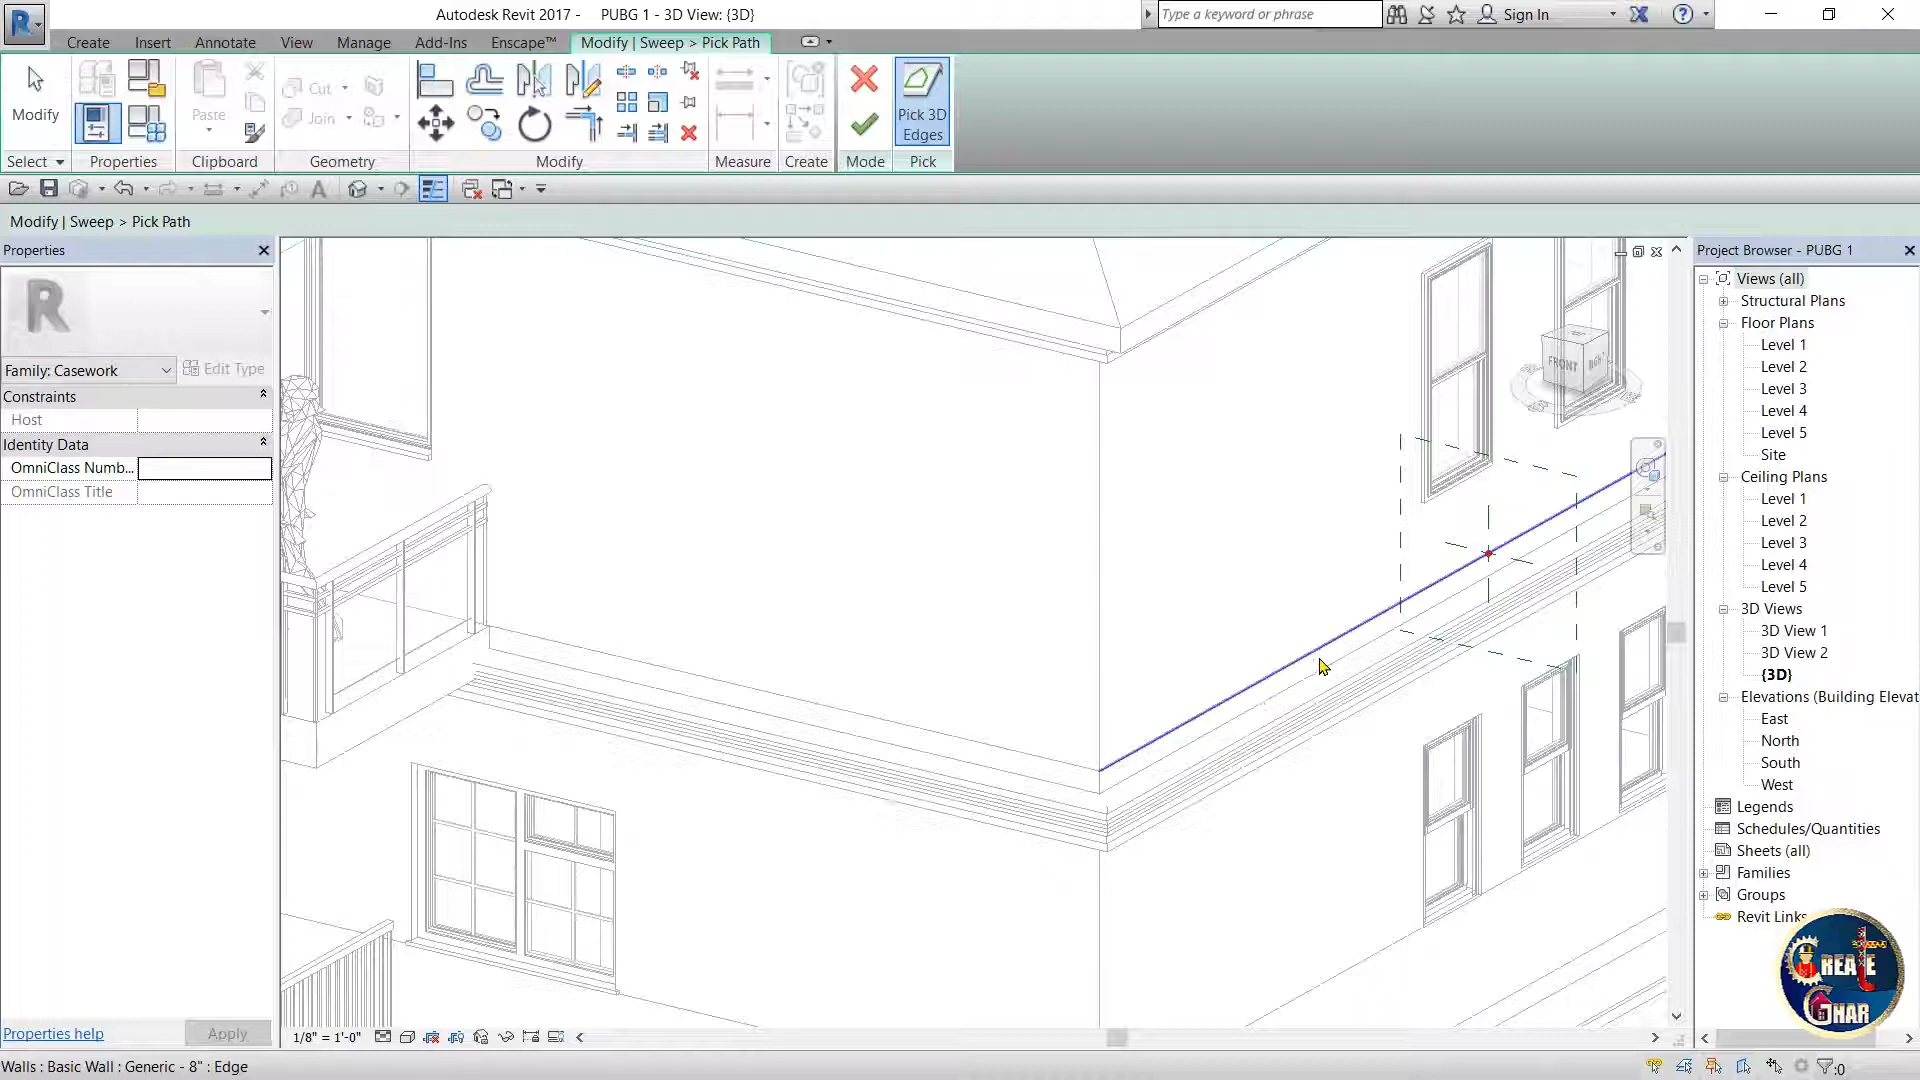 Autodesk Revit 2017 - PUBG 1 - 3D View: {3D}
Type a keyword or phrase
Sign In
Create Insert Annotate View Manage Add-Ins Enscape™ Modify | Sweep > Pick Path
Modify
Paste
Cut
Join
Pick 3D
Edges
Select Properties Clipboard Geometry Modify Measure Create Mode Pick
Modify | Sweep > Pick Path
Properties
Family: Casework
Edit Type
Constraints
Host
Identity Data
OmniClass Numb...
OmniClass Title
Properties help
Apply
FRONT
RIGHT
1/8" = 1'-0"
Project Browser - PUBG 1
Views (all)
Structural Plans
Floor Plans
Level 1
Level 2
Level 3
Level 4
Level 5
Site
Ceiling Plans
Level 1
Level 2
Level 3
Level 4
Level 5
3D Views
3D View 1
3D View 2
{3D}
Elevations (Building Elevat
East
North
South
West
Legends
Schedules/Quantities
Sheets (all)
Families
Groups
Revit Links
CREATE
GHAR
Walls : Basic Wall : Generic - 8" : Edge
:0